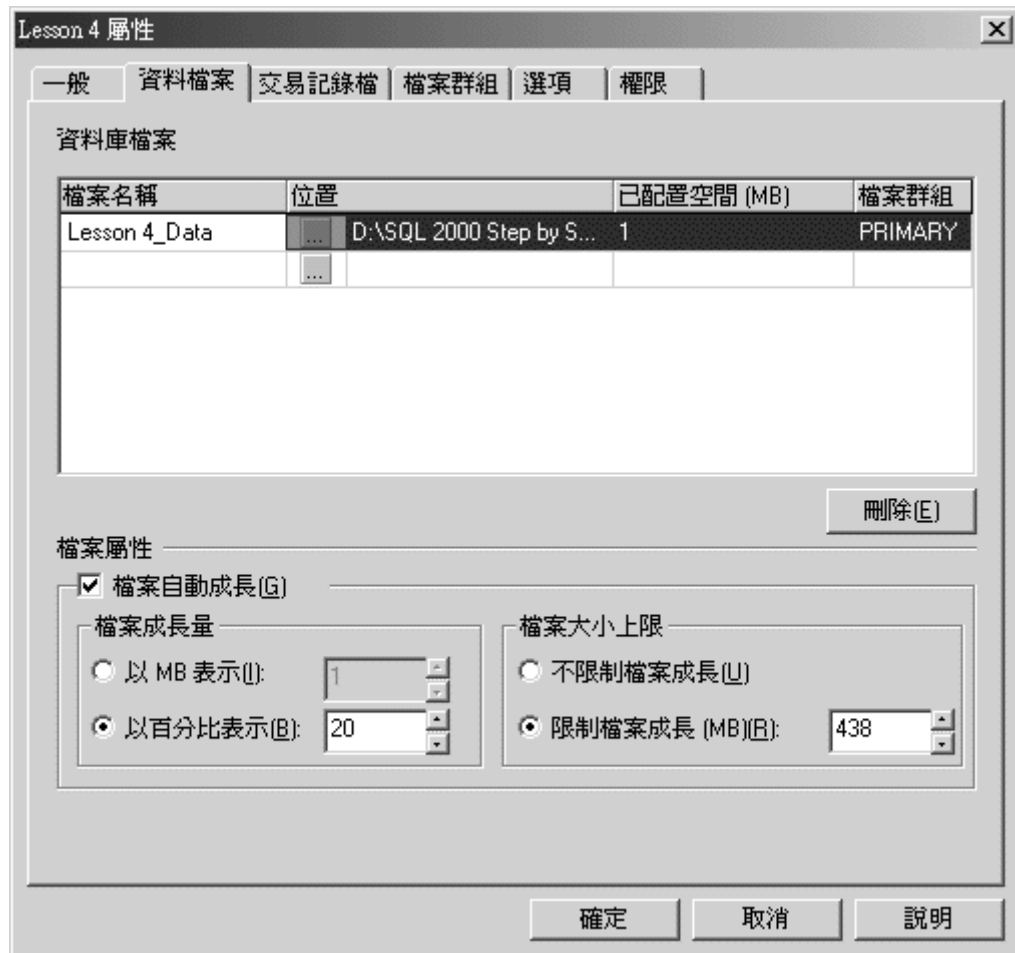 Lesson 4 屬性
一般 資料檔案 交易記錄檔 檔案群組 選項 權限
資料庫檔案
檔案名稱 位置 已配置空間 (MB) 檔案群組
Lesson 4_Data ... D:\SQL 2000 Step by S... 1 PRIMARY
...
刪除(E)
檔案屬性
檔案自動成長(G)
檔案成長量 檔案大小上限
以 MB 表示(I): 1 不限制檔案成長(U)
以百分比表示(B): 20 限制檔案成長 (MB)(R): 438
確定 取消 說明